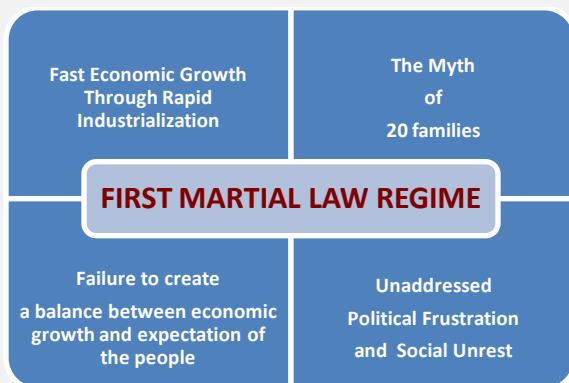 Fast Economic Growth
Through Rapid
Industrialization
The Myth
of
20 families
FIRST MARTIAL LAW REGIME
Failure to create
a balance between economic
growth and expectation of
the people
Unaddressed
Political Frustration
and Social Unrest